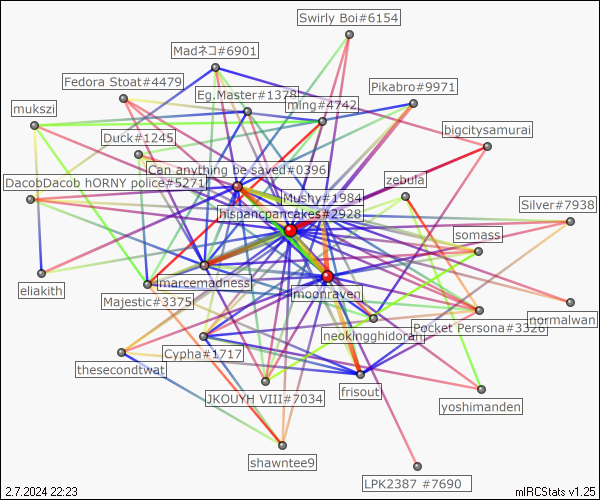 Swirly Boi#6154
Madネコ#6901
Fedora Stoat#4479
Eg.Master#1378
Pikabro#9971
mukszi
ming#4742
Duck#1245
bigcitysamurai
Can anything be saved#0396
DacobDacob hORNY police#5271
zebula
Mushy#1984
Silver#7938
hispancpancakes#2928
somass
marcemadness
eliakith
moonraven
Majestic#3375
normalwan
Pocket Persona#3326
neokingghidorah
Cypha#1717
thesecondtwat
frisout
JKOUYH VIII#7034
yoshimanden
shawntee9
LPK2387 #7690
2.7.2024 22:23
mIRCStats v1.25